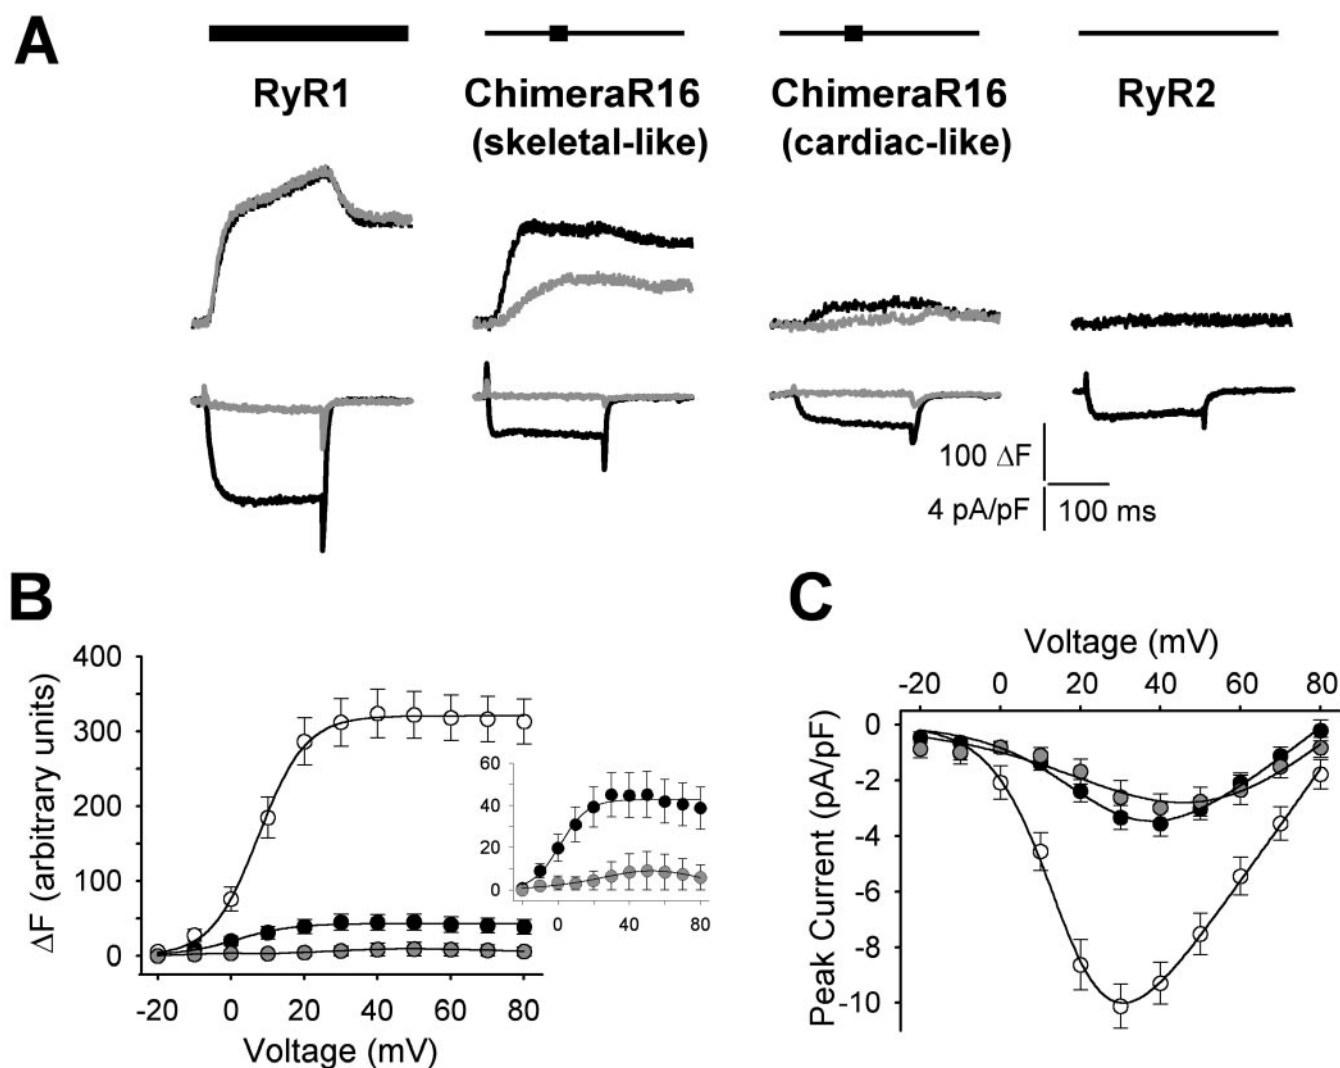 A
RyR1
ChimeraR16
(skeletal-like)
ChimeraR16
(cardiac-like)
RyR2
100 ΔF
4 pA/pF
100 ms
B
ΔF (arbitrary units)
400
300
200
100
0
-20 0 20 40 60 80
Voltage (mV)
60
40
20
0
0 40 80
C
Voltage (mV)
-20 0 20 40 60 80
Peak Current (pA/pF)
0
-2
-4
-6
-8
-10